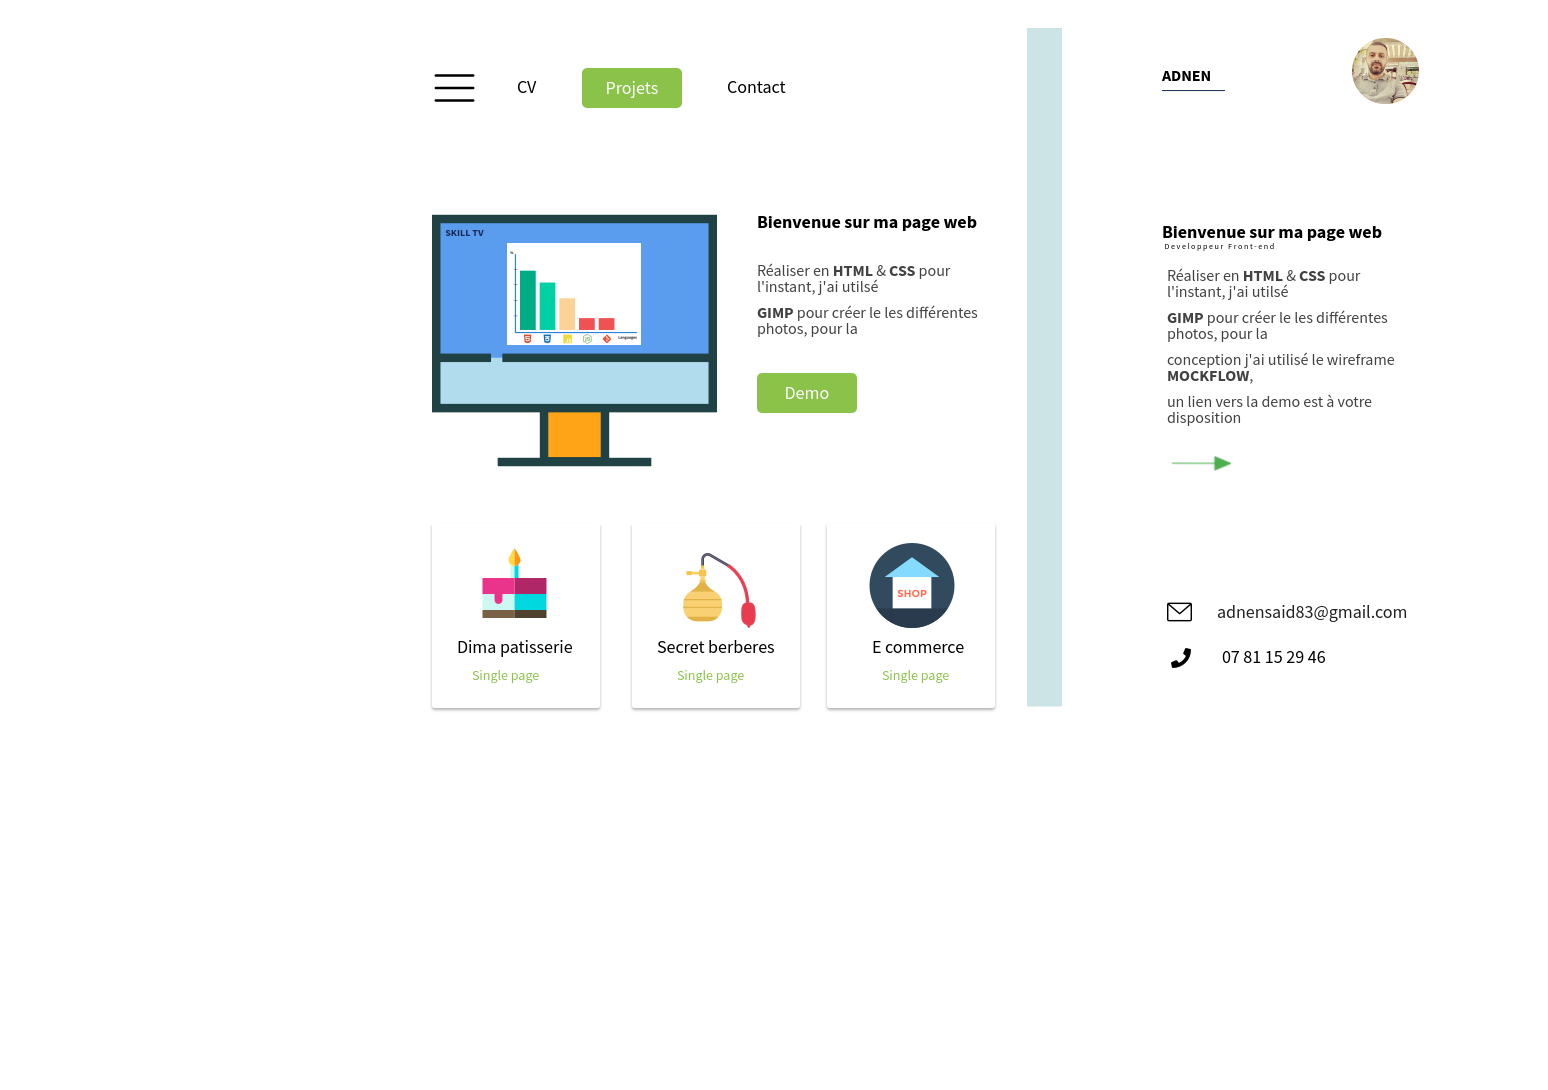 CV
Projets
Contact
SKILL TV
%
Languages
Bienvenue sur ma page web
Réaliser en HTML & CSS pour
l'instant, j'ai utilsé
GIMP pour créer le les différentes
photos, pour la
Demo
Dima patisserie
Single page
Secret berberes
Single page
SHOP
E commerce
Single page
ADNEN
Bienvenue sur ma page web
Developpeur Front-end
Réaliser en HTML & CSS pour
l'instant, j'ai utilsé
GIMP pour créer le les différentes
photos, pour la
conception j'ai utilisé le wireframe
MOCKFLOW,
un lien vers la demo est à votre
disposition
adnensaid83@gmail.com
07 81 15 29 46